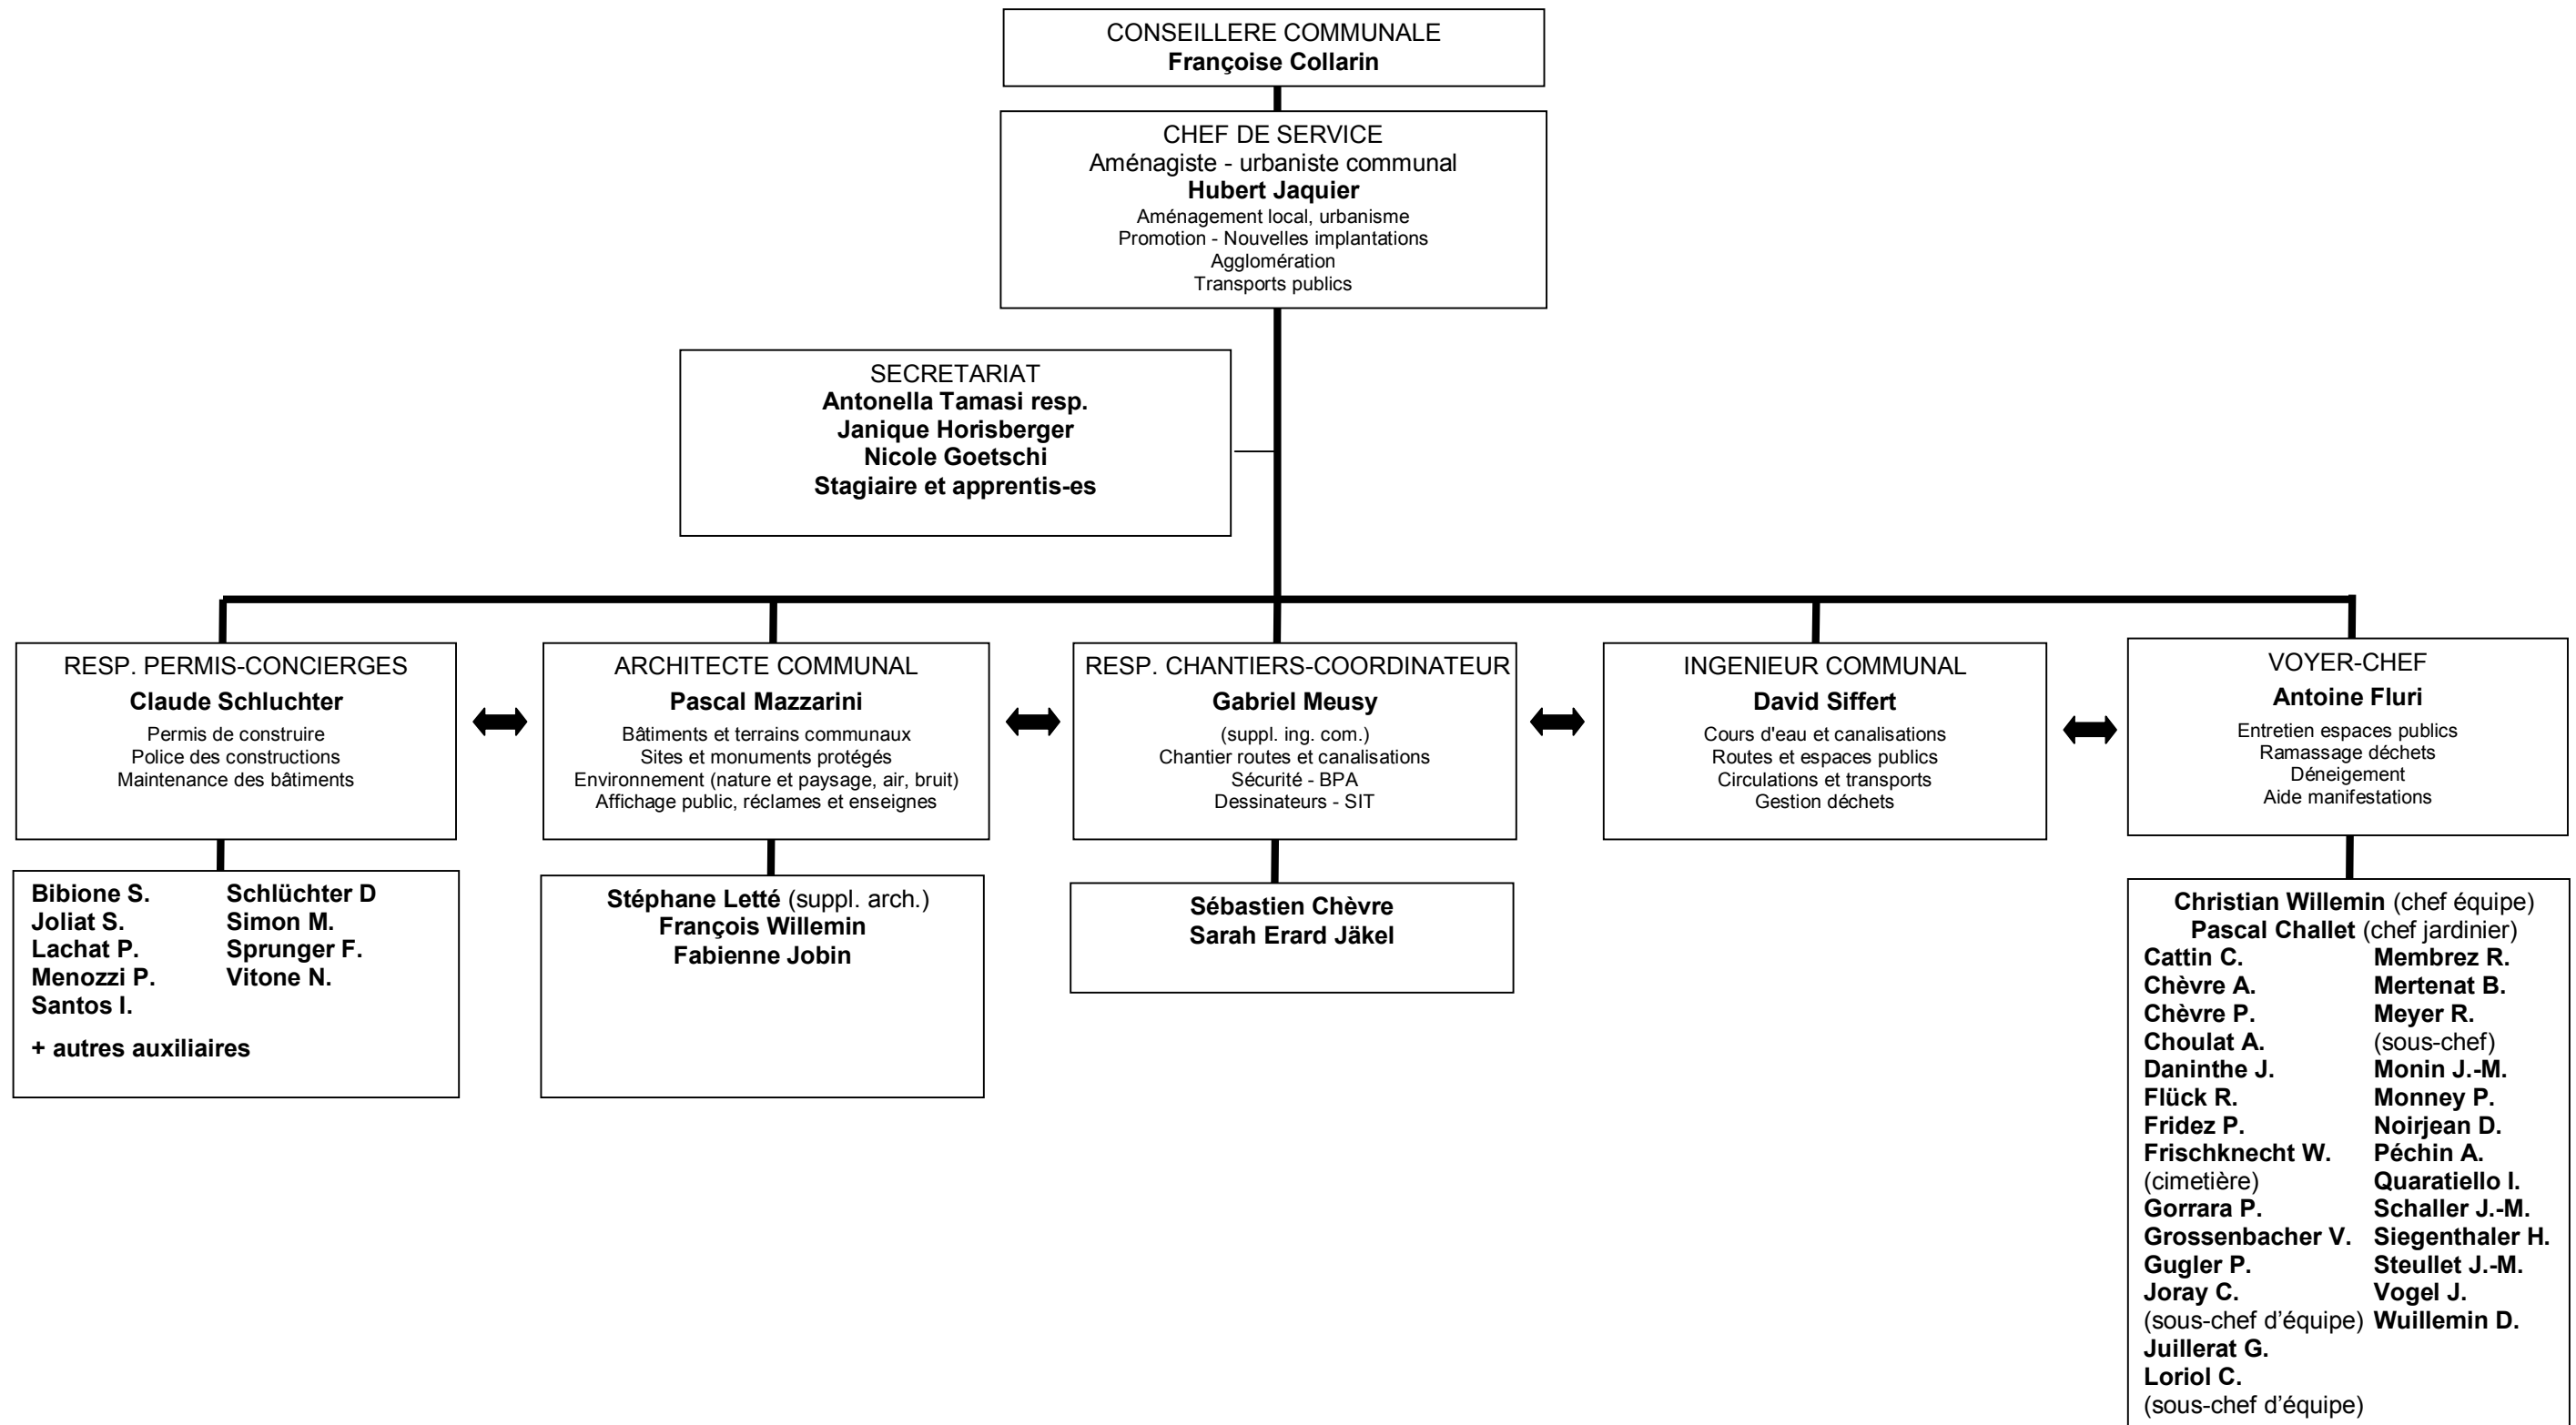 CONSEILLERE COMMUNALE
Françoise Collarin
CHEF DE SERVICE
Aménagiste - urbaniste communal
Hubert Jaquier
Aménagement local, urbanisme
Promotion - Nouvelles implantations
Agglomération
Transports publics
SECRETARIAT
Antonella Tamasi resp.
Janique Horisberger
Nicole Goetschi
Stagiaire et apprentis-es
RESP. PERMIS-CONCIERGES
Claude Schluchter
Permis de construire
Police des constructions
Maintenance des bâtiments
ARCHITECTE COMMUNAL
Pascal Mazzarini
Bâtiments et terrains communaux
Sites et monuments protégés
Environnement (nature et paysage, air, bruit)
Affichage public, réclames et enseignes
RESP. CHANTIERS-COORDINATEUR
Gabriel Meusy
(suppl. ing. com.)
Chantier routes et canalisations
Sécurité - BPA
Dessinateurs - SIT
INGENIEUR COMMUNAL
David Siffert
Cours d'eau et canalisations
Routes et espaces publics
Circulations et transports
Gestion déchets
VOYER-CHEF
Antoine Fluri
Entretien espaces publics
Ramassage déchets
Déneigement
Aide manifestations
Bibione S.
Joliat S.
Lachat P.
Menozzi P.
Santos I.
Schlüchter D
Simon M.
Sprunger F.
Vitone N.
+ autres auxiliaires
Stéphane Letté (suppl. arch.)
François Willemin
Fabienne Jobin
Sébastien Chèvre
Sarah Erard Jäkel
Christian Willemin (chef équipe)
Pascal Challet (chef jardinier)
Cattin C.
Chèvre A.
Chèvre P.
Choulat A.
Daninthe J.
Flück R.
Fridez P.
Frischknecht W.
(cimetière)
Gorrara P.
Grossenbacher V.
Gugler P.
Joray C.
(sous-chef d’équipe)
Juillerat G.
Loriol C.
(sous-chef d’équipe)
Membrez R.
Mertenat B.
Meyer R.
(sous-chef)
Monin J.-M.
Monney P.
Noirjean D.
Péchin A.
Quaratiello I.
Schaller J.-M.
Siegenthaler H.
Steullet J.-M.
Vogel J.
Wuillemin D.